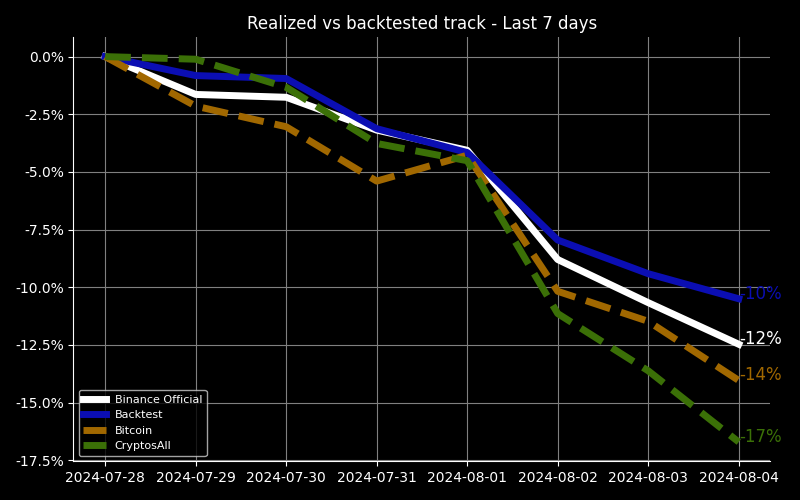 Realized vs backtested track - Last 7 days
0.0%
-2.5%
-5.0%
-7.5%
-10.0%
-12.5%
-15.0%
-17.5%
-10%
-12%
-14%
-17%
Binance Official
Backtest
Bitcoin
CryptosAll
2024-07-28 2024-07-29 2024-07-30 2024-07-31 2024-08-01 2024-08-02 2024-08-03 2024-08-04